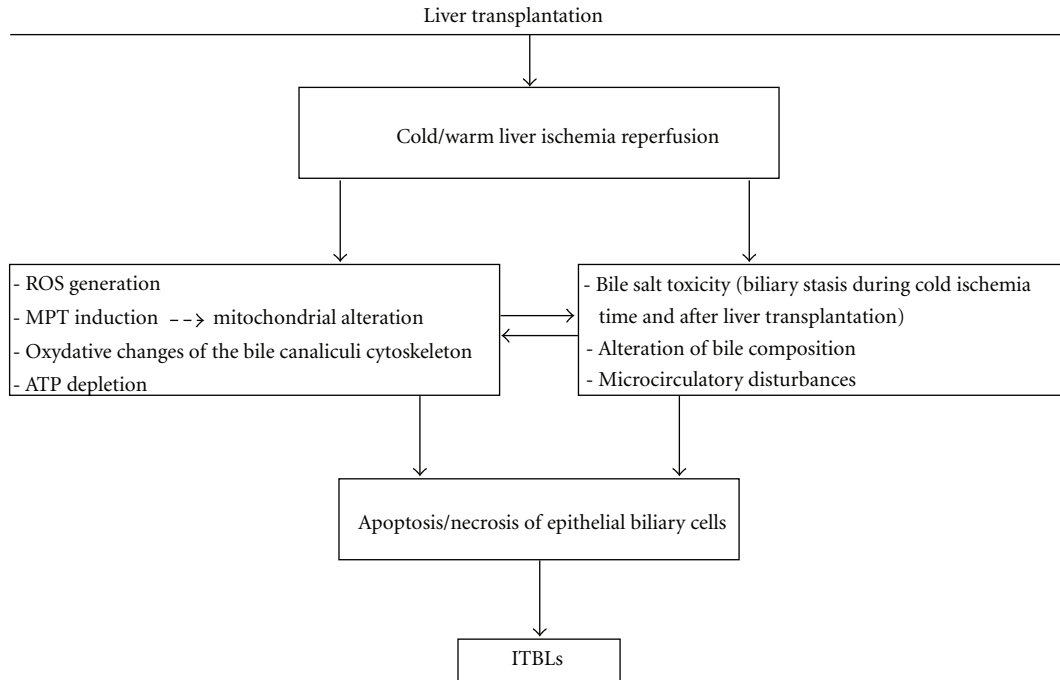 Liver transplantation
Cold/warm liver ischemia reperfusion
- ROS generation
- MPT induction --→ mitochondrial alteration
- Oxydative changes of the bile canaliculi cytoskeleton
- ATP depletion
- Bile salt toxicity (biliary stasis during cold ischemia
time and after liver transplantation)
- Alteration of bile composition
- Microcirculatory disturbances
Apoptosis/necrosis of epithelial biliary cells
ITBLs